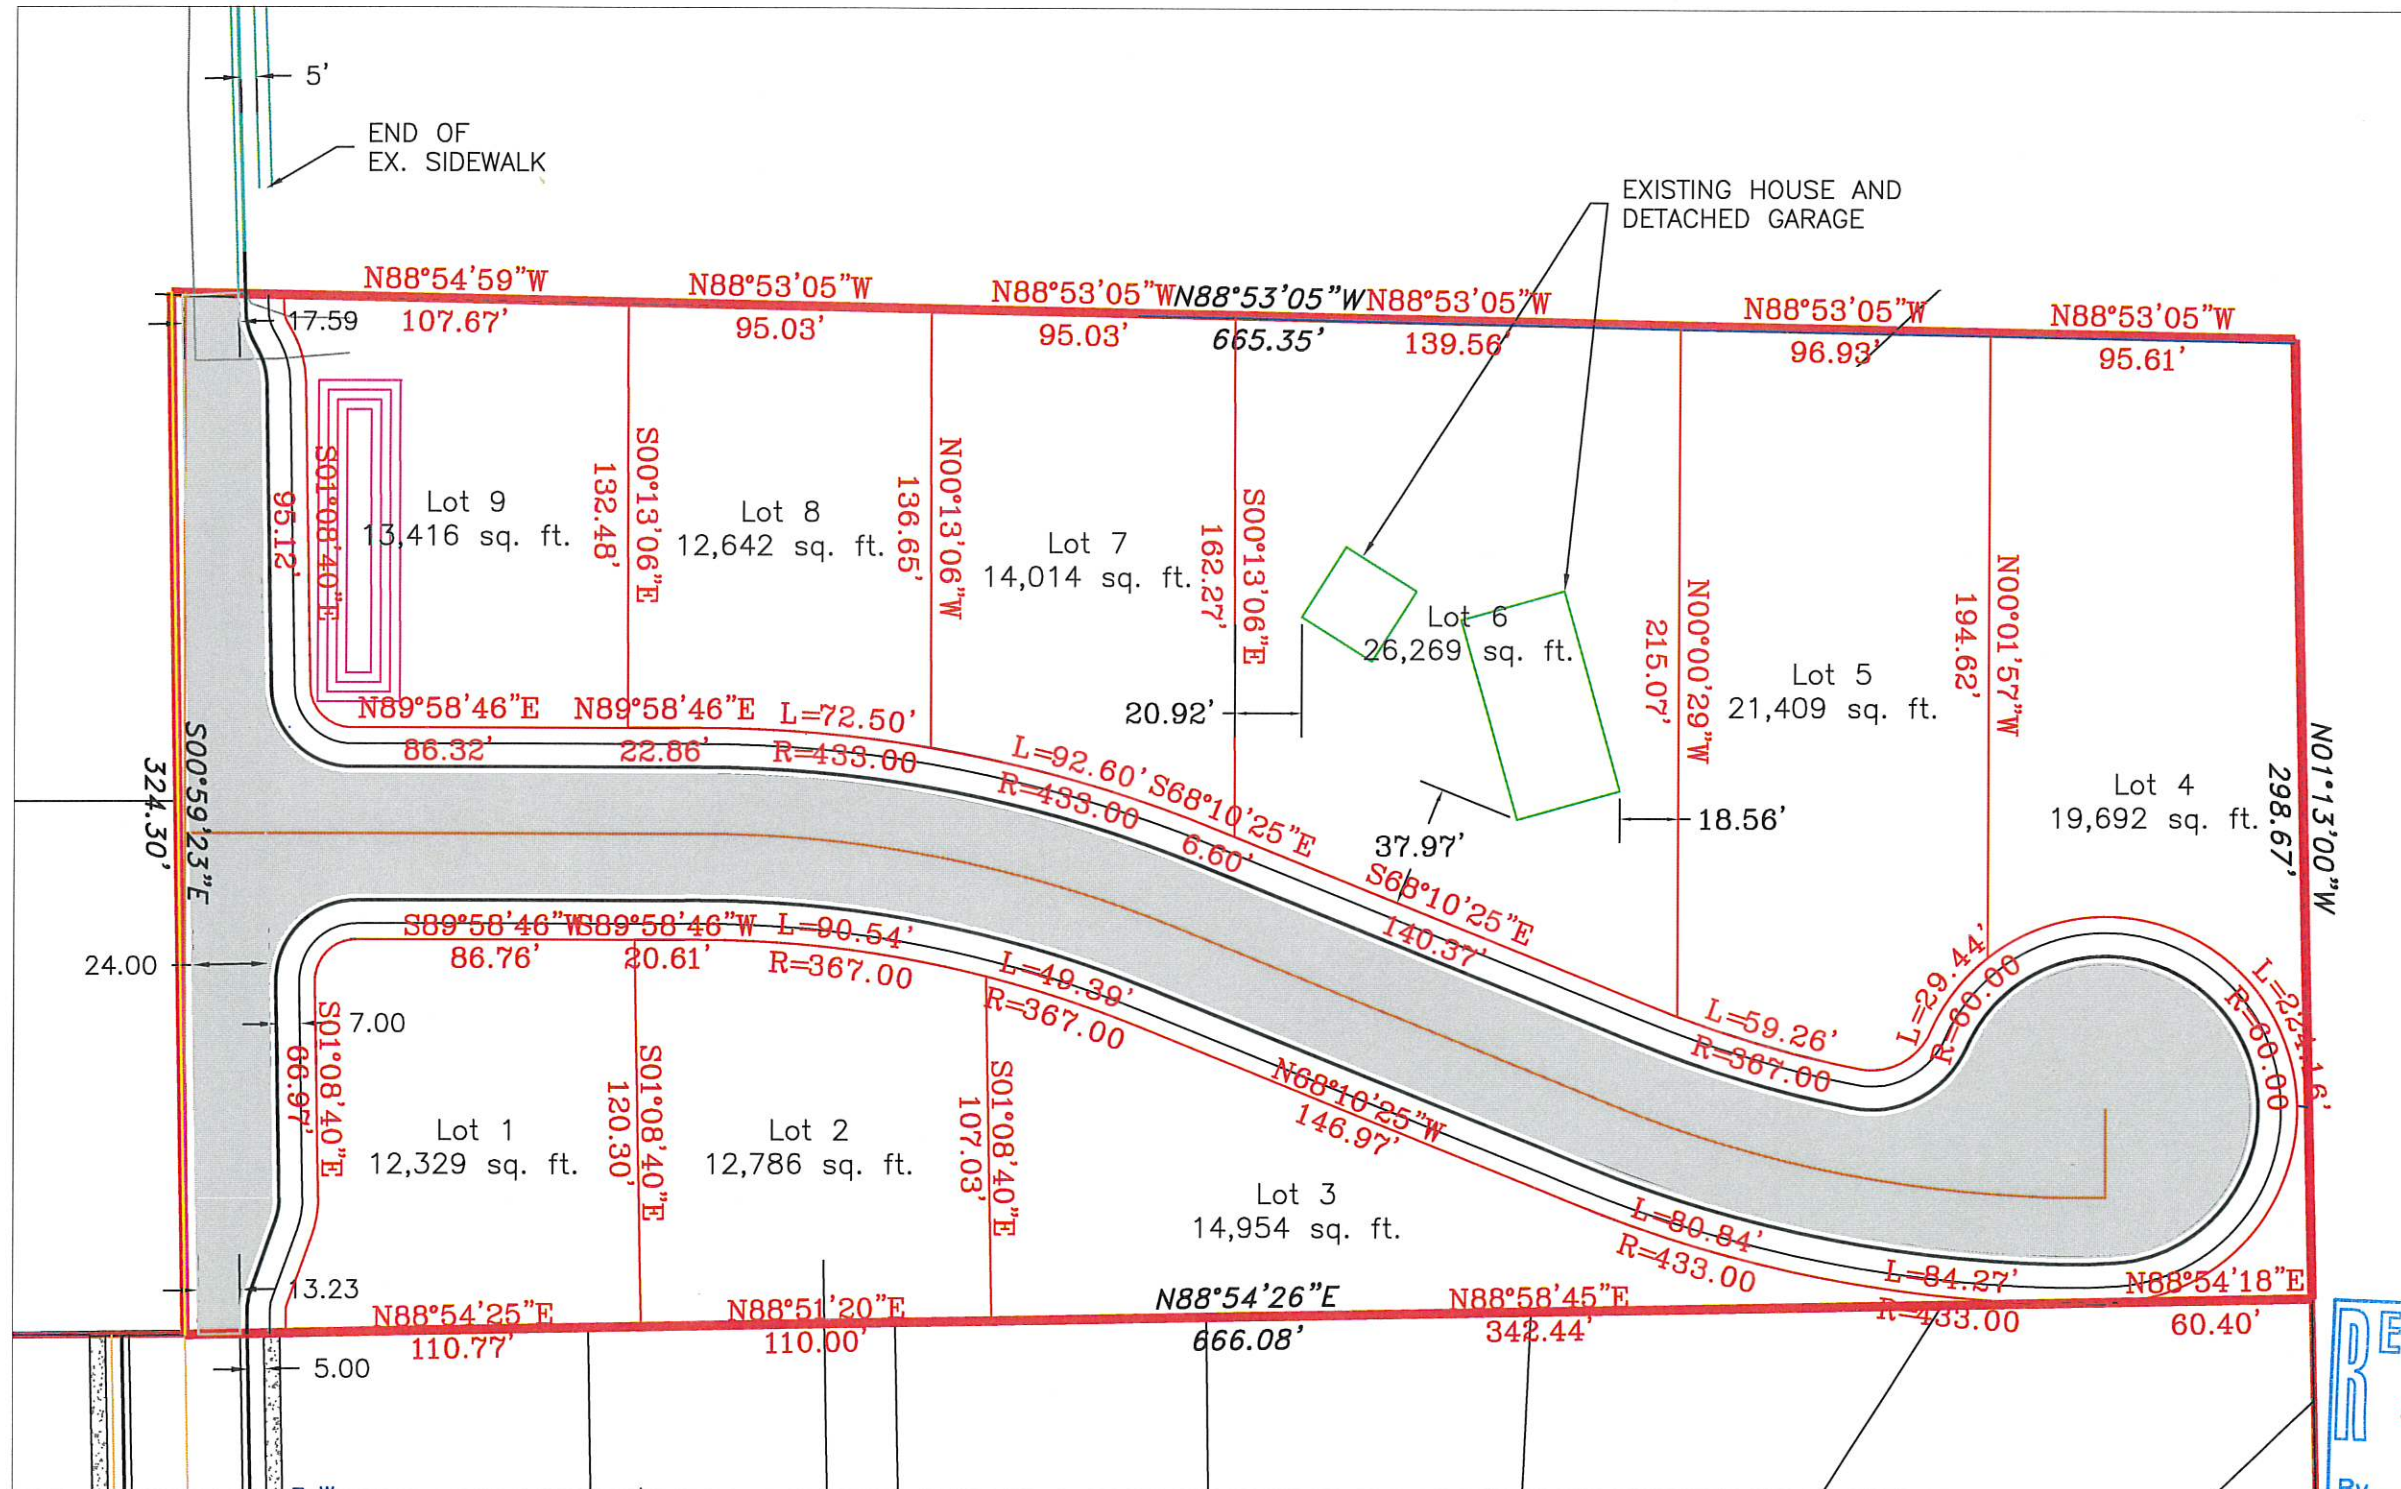 5'
END OF
EX. SIDEWALK
EXISTING HOUSE AND
DETACHED GARAGE
N88°54'59"W
107.67'
N88°53'05"W
95.03'
N88°53'05"W
95.03'
N88°53'05"W
665.35'
N88°53'05"W
139.56'
N88°53'05"W
96.93'
N88°53'05"W
95.61'
17.59
S01°08'40"E
95.12'
Lot 9
13,416 sq. ft.
S00°13'06"E
132.48'
Lot 8
12,642 sq. ft.
N00°13'06"W
136.65'
Lot 7
14,014 sq. ft.
S00°13'06"E
162.27'
Lot 6
26,269 sq. ft.
N00°00'29"W
215.07'
Lot 5
21,409 sq. ft.
N00°01'57"W
194.62'
Lot 4
19,692 sq. ft.
N01°13'00"W
298.67'
20.92'
37.97'
18.56'
S00°59'23"E
324.30'
N89°58'46"E
86.32'
N89°58'46"E
22.86'
L=72.50'
R=433.00
L=92.60'
R=433.00
S68°10'25"E
6.60'
S68°10'25"E
140.37'
L=59.26'
R=367.00
L=29.44'
R=30.00
L=224.16'
R=60.00
24.00
S89°58'46"W
86.76'
S89°58'46"W
20.61'
L=90.54'
R=367.00
L=49.39'
R=367.00
N68°10'25"W
146.97'
L=80.84'
R=433.00
L=84.27'
R=433.00
7.00
S01°08'40"E
66.97'
Lot 1
12,329 sq. ft.
S01°08'40"E
120.30'
Lot 2
12,786 sq. ft.
S01°08'40"E
107.03'
Lot 3
14,954 sq. ft.
13.23
N88°54'25"E
110.77'
N88°51'20"E
110.00'
N88°54'26"E
666.08'
N88°58'45"E
342.44'
N88°54'18"E
60.40'
5.00